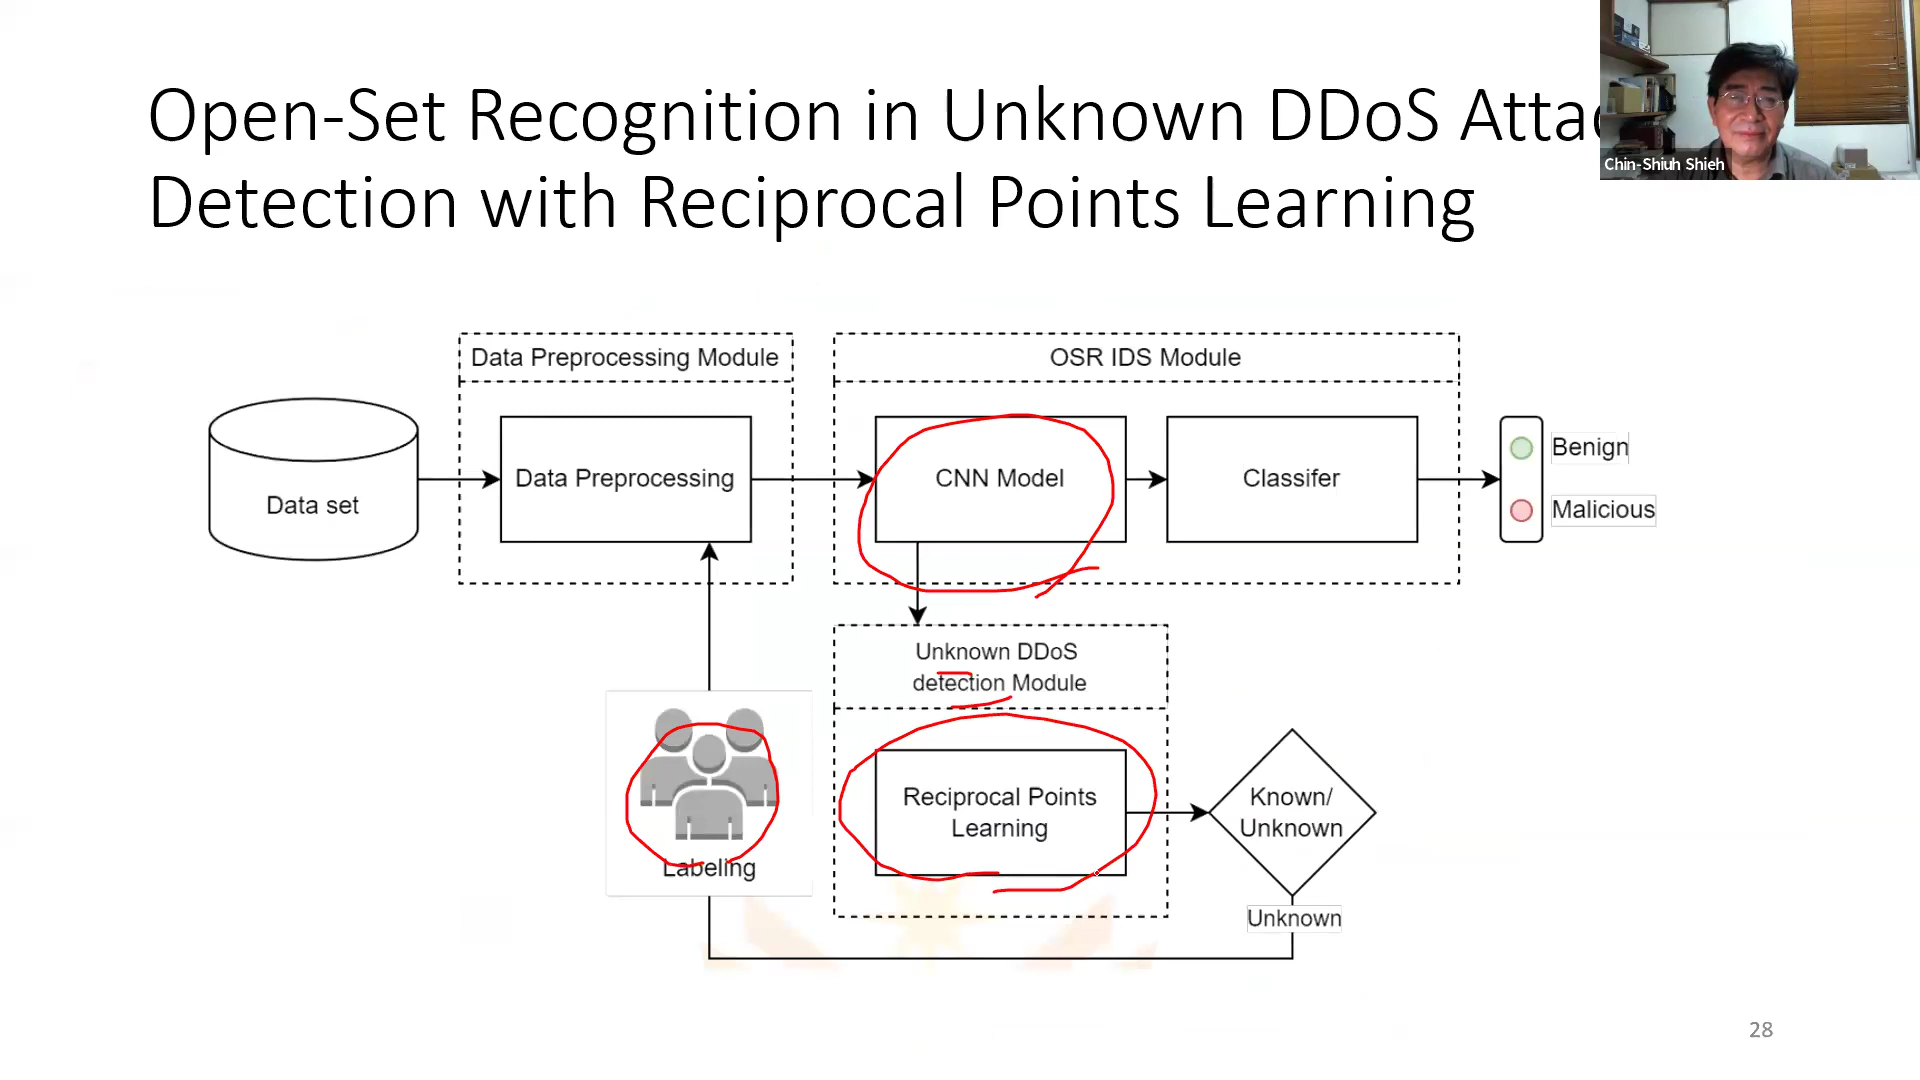 Open-Set Recognition in Unknown DDoS Atta
Detection with Reciprocal Points Learning
Chin-Shiuh Shieh
Data Preprocessing Module
OSR IDS Module
Data set
Data Preprocessing
CNN Model
Classifer
Benign
Malicious
Unknown DDoS
detection Module
Labeling
Reciprocal Points
Learning
Known/
Unknown
Unknown
28